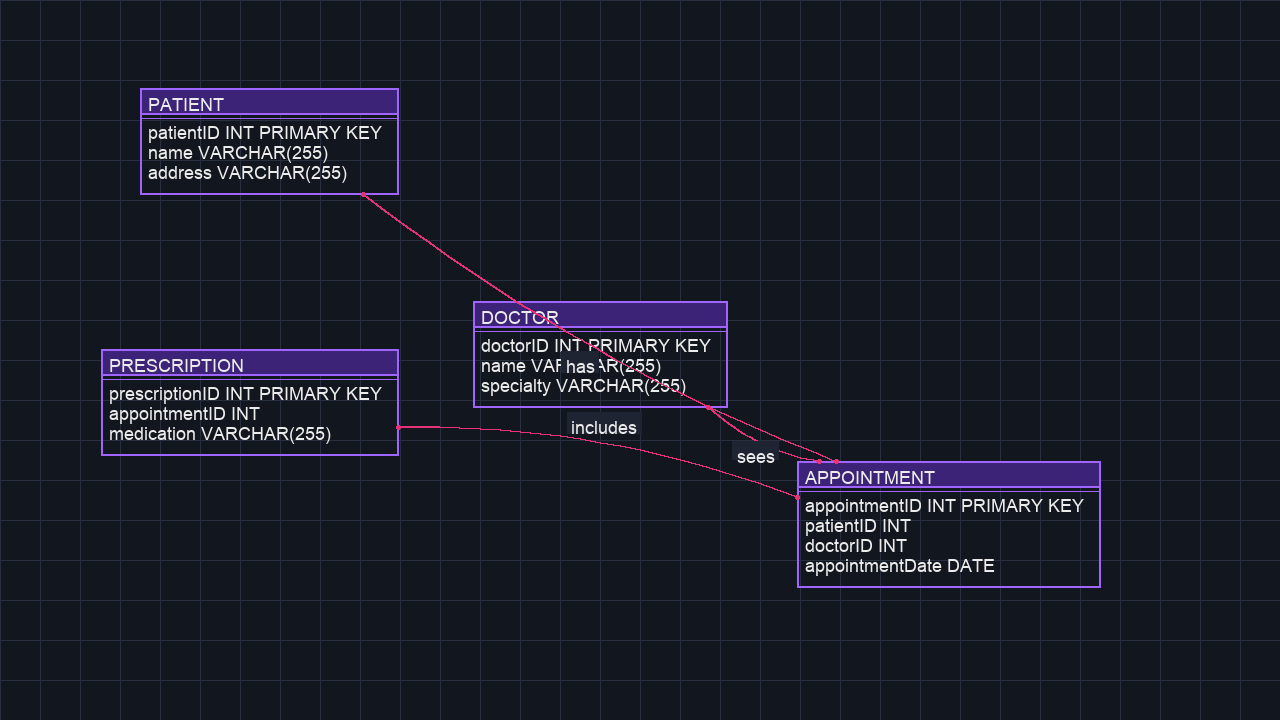 PATIENT
patientID INT PRIMARY KEY
name VARCHAR(255)
address VARCHAR(255)
DOCTOR
doctorID INT PRIMARY KEY
name VARCHAR(255)
specialty VARCHAR(255)
has
PRESCRIPTION
prescriptionID INT PRIMARY KEY
appointmentID INT
medication VARCHAR(255)
includes
sees
APPOINTMENT
appointmentID INT PRIMARY KEY
patientID INT
doctorID INT
appointmentDate DATE